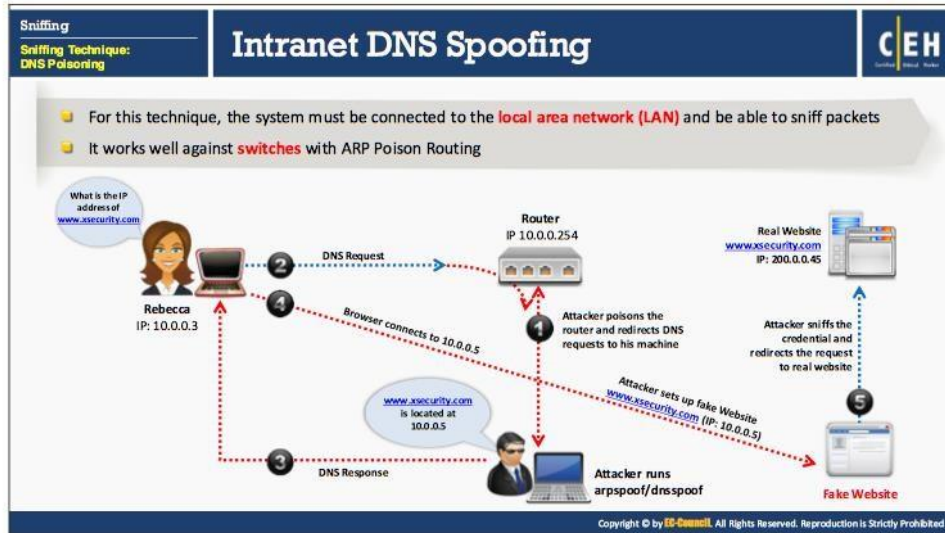 Sniffing
Sniffing Technique:
DNS Poisoning
Intranet DNS Spoofing
C|EH
Certified Ethical Hacker
For this technique, the system must be connected to the local area network (LAN) and be able to sniff packets
It works well against switches with ARP Poison Routing
What is the IP
address of
www.xsecurity.com
Rebecca
IP: 10.0.0.3
2
DNS Request
Router
IP 10.0.0.254
1
Attacker poisons the
router and redirects DNS
requests to his machine
Real Website
www.xsecurity.com
IP: 200.0.0.45
4
Browser connects to 10.0.0.5
Attacker sets up fake Website
www.xsecurity.com (IP: 10.0.0.5)
Attacker sniffs the
credential and
redirects the request
to real website
5
www.xsecurity.com
is located at
10.0.0.5
3
DNS Response
Attacker runs
arpspoof/dnsspoof
Fake Website
Copyright © by EC-Council. All Rights Reserved. Reproduction is Strictly Prohibited.